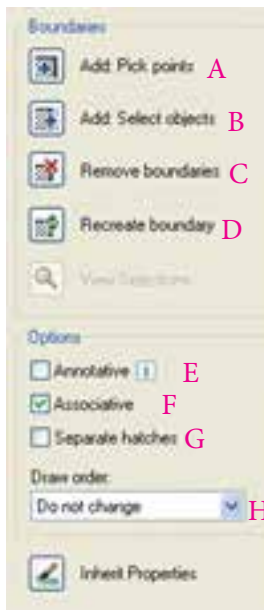 Boundaries
Add: Pick points A
Add: Select objects B
Remove boundaries C
Recreate boundary D
View Selections
Options
Annotative E
Associative F
Separate hatches G
Draw order:
Do not change H
Inherit Properties